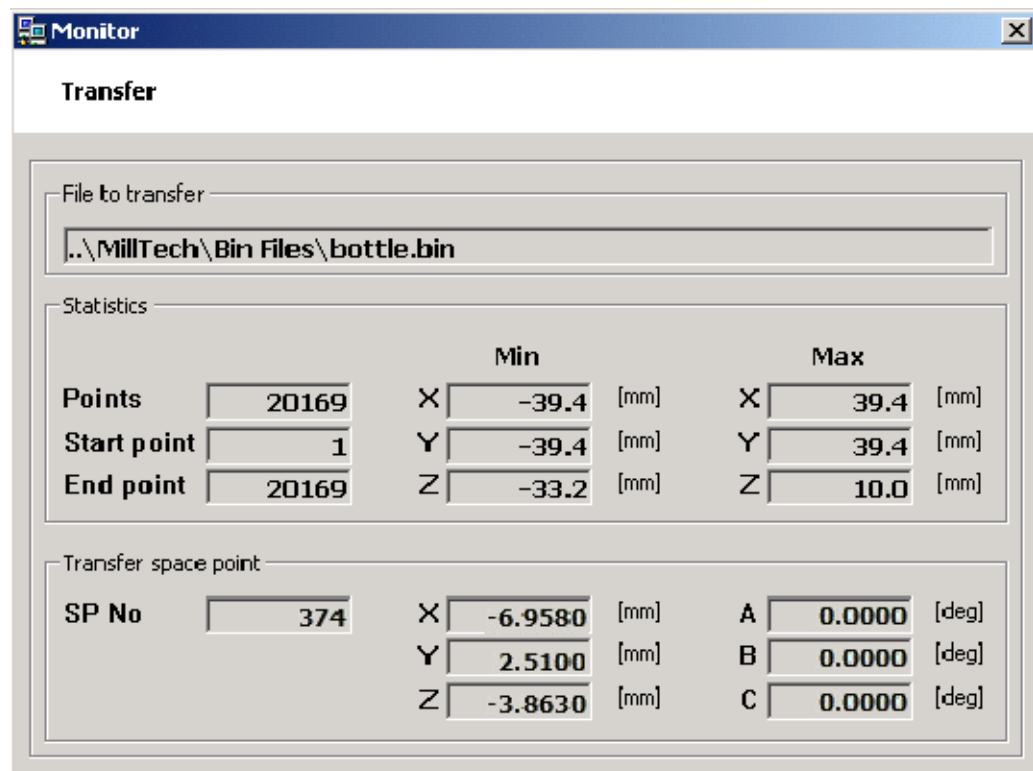 Monitor
Transfer
File to transfer
..\MillTech\Bin Files\bottle.bin
Statistics
Min Max
Points 20169 X -39.4 [mm] X 39.4 [mm]
Start point 1 Y -39.4 [mm] Y 39.4 [mm]
End point 20169 Z -33.2 [mm] Z 10.0 [mm]
Transfer space point
SP No 374 X -6.9580 [mm] A 0.0000 [deg]
Y 2.5100 [mm] B 0.0000 [deg]
Z -3.8630 [mm] C 0.0000 [deg]